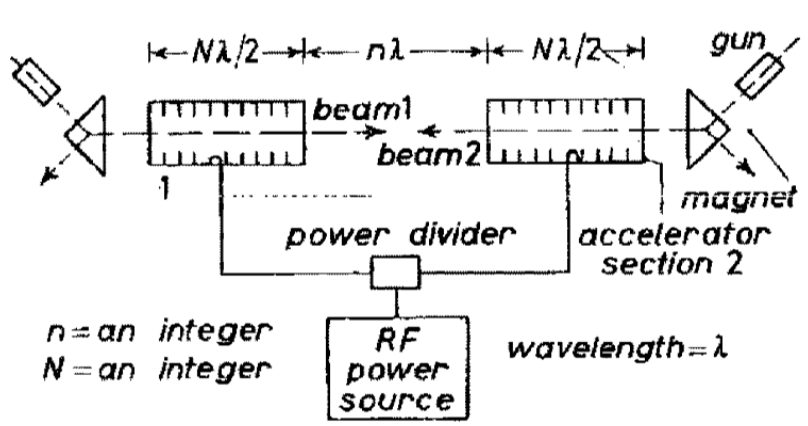 Nλ/2 nλ Nλ/2 gun
beam1
beam2
1
magnet
power divider
accelerator
section 2
n=an integer
N=an integer
RF
power
source
wavelength=λ